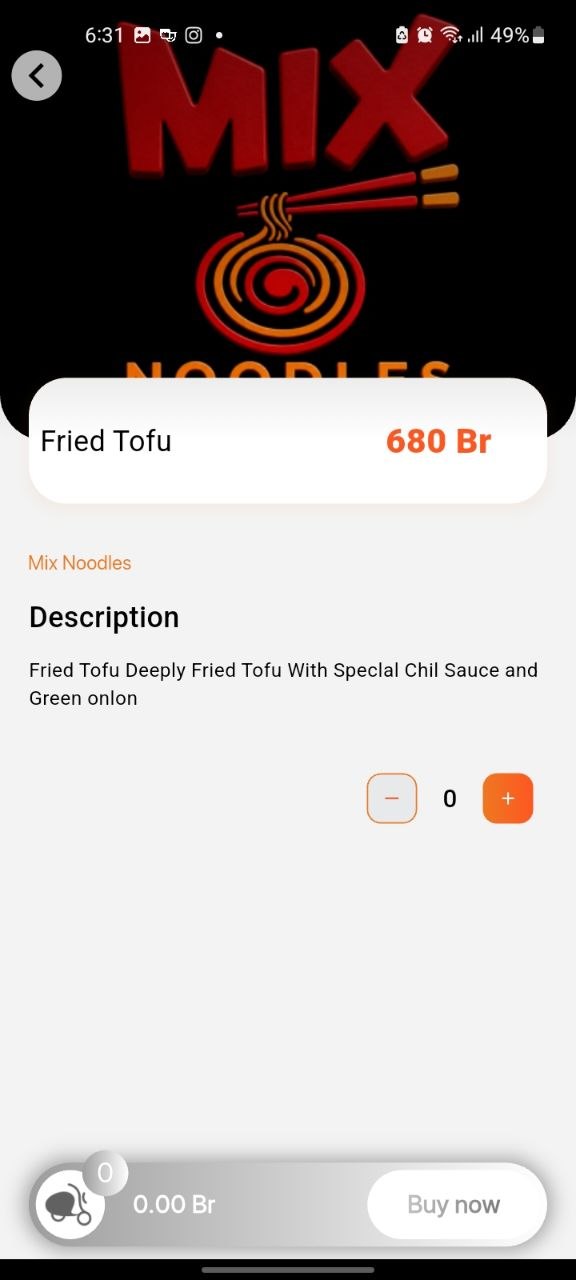 6:31
49%
MIX
NOODLES
Fried Tofu
680 Br
Mix Noodles
Description
Fried Tofu Deeply Fried Tofu With Speclal Chil Sauce and
Green onlon
− 0 +
0
0.00 Br
Buy now